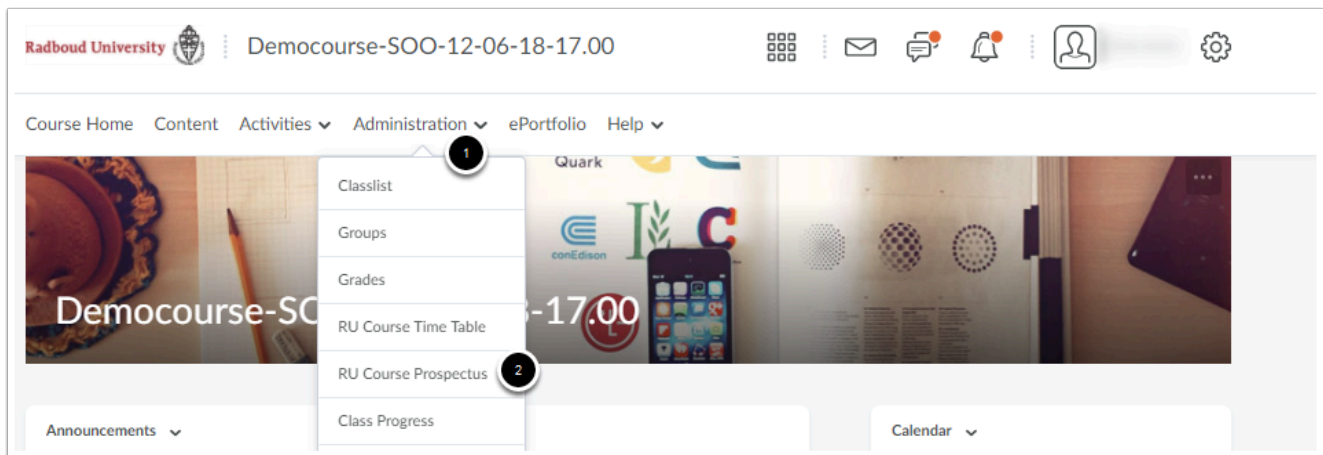 Radboud University
Democourse-SOO-12-06-18-17.00
Course Home Content Activities Administration ePortfolio Help
1
Quark
Classlist
Groups
conEdison
Grades
Democourse-SO
-17.00
LG
RU Course Time Table
RU Course Prospectus 2
Class Progress
Announcements
Calendar